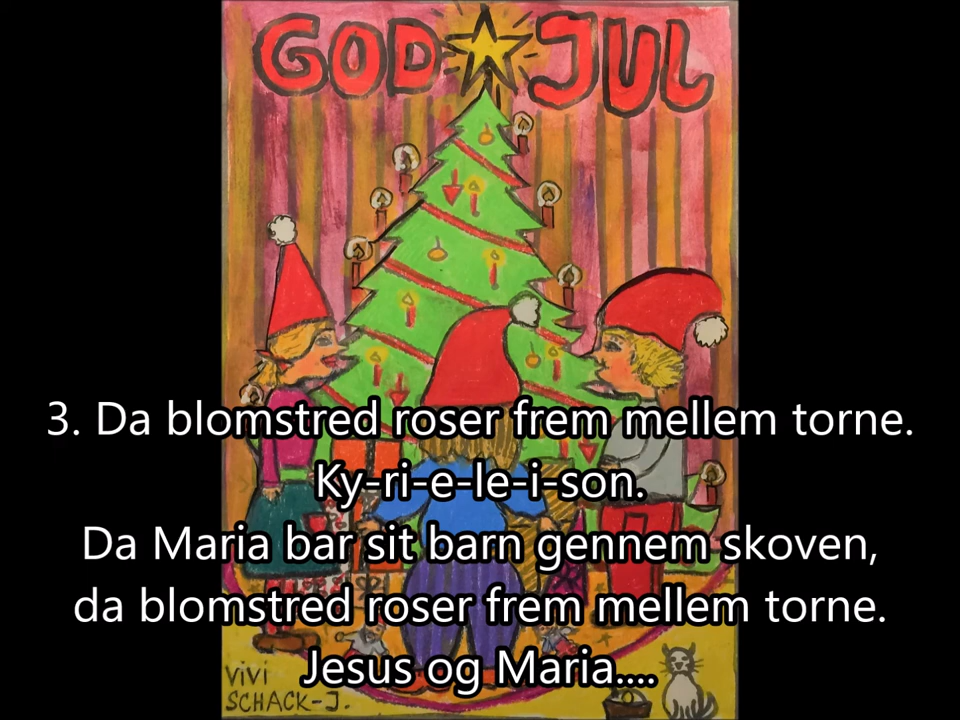 GOD JUL
3. Da blomstred roser frem mellem torne.
Ky-ri-e-le-i-son.
Da Maria bar sit barn gennem skoven,
da blomstred roser frem mellem torne.
Jesus og Maria....
VIVI
SCHACK-J.